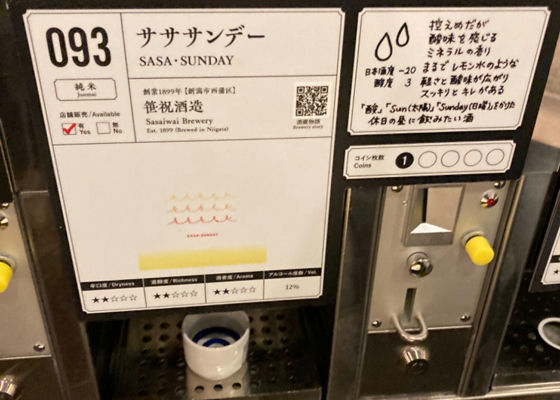 093
ササンデー
SASA・SUNDAY
純米
Junmai
店舗販売/Available
有
Yes
無
No
創業1899年【新潟市西蒲区】
笹祝酒造
Sasaiwai Brewery
Est. 1899 (Brewed in Niigata)
酒蔵物語
Brewery story
SASA-SUNDAY
辛口度/Dryness
濃醇度/Richness
芳香度/Aroma
アルコール度数/Vol.
★★☆☆☆
★★☆☆☆
★★☆☆☆
12%
控えめだが
酸味を感じる
ミネラルの香り
日本酒度 -20
酸度 3
まるでレモン水のような
軽さと酸味が広がり
スッキリとキレがある
「酸」、「Sun(太陽)」、「Sunday(日曜)」とかけた
休日の昼に飲みたい酒
コイン枚数
Coins
1